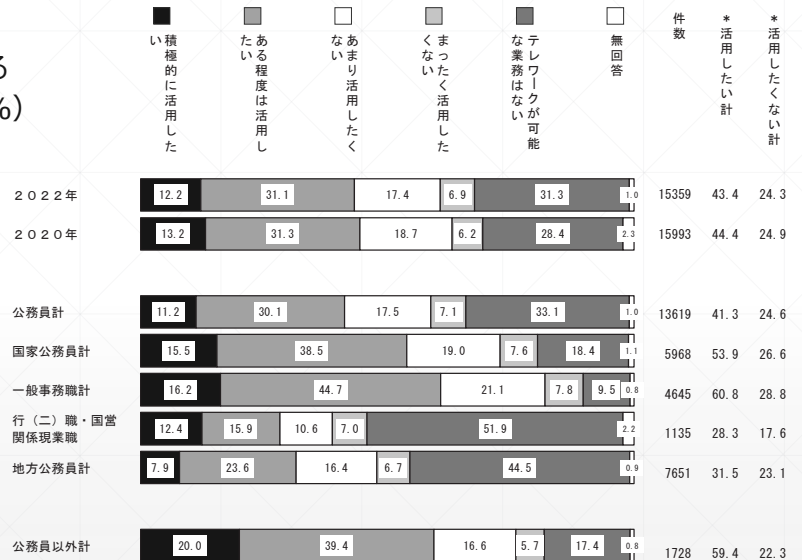 %)
積極的に活用した
い
ある程度は活用し
たい
あまり活用したく
ない
まったく活用した
くない
テレワークが可能
な業務はない
無回答
件数
＊活用したい計
＊活用したくない計
２０２２年 12.2 31.1 17.4 6.9 31.3 1.0 15359 43.4 24.3
２０２０年 13.2 31.3 18.7 6.2 28.4 2.3 15993 44.4 24.9
公務員計 11.2 30.1 17.5 7.1 33.1 1.0 13619 41.3 24.6
国家公務員計 15.5 38.5 19.0 7.6 18.4 1.1 5968 53.9 26.6
一般事務職計 16.2 44.7 21.1 7.8 9.5 0.8 4645 60.8 28.8
行（二）職・国営
関係現業職 12.4 15.9 10.6 7.0 51.9 2.2 1135 28.3 17.6
地方公務員計 7.9 23.6 16.4 6.7 44.5 0.9 7651 31.5 23.1
公務員以外計 20.0 39.4 16.6 5.7 17.4 0.8 1728 59.4 22.3